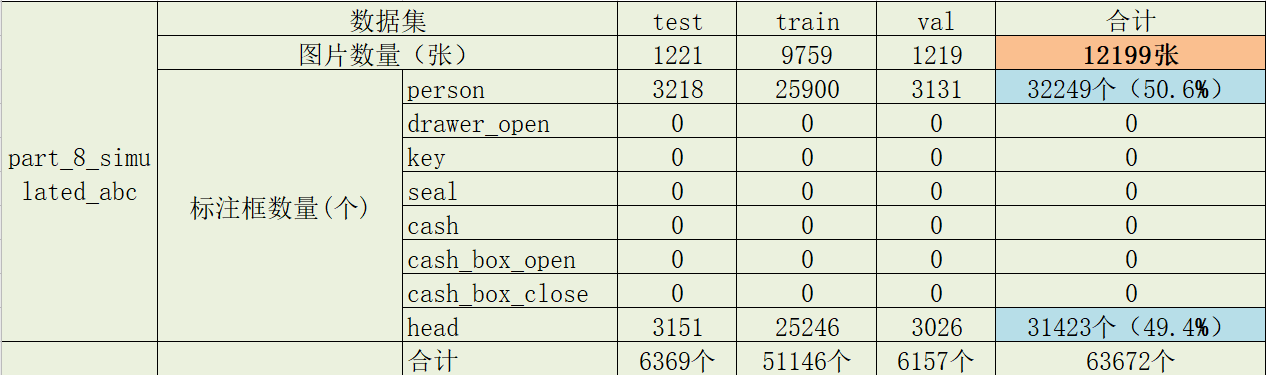 数据集 test train val 合计
图片数量（张） 1221 9759 1219 12199张
person 3218 25900 3131 32249个（50.6%）
drawer_open 0 0 0 0
key 0 0 0 0
part_8_simu
lated_abc
标注框数量(个)
seal 0 0 0 0
cash 0 0 0 0
cash_box_open 0 0 0 0
cash_box_close 0 0 0 0
head 3151 25246 3026 31423个（49.4%）
合计 6369个 51146个 6157个 63672个